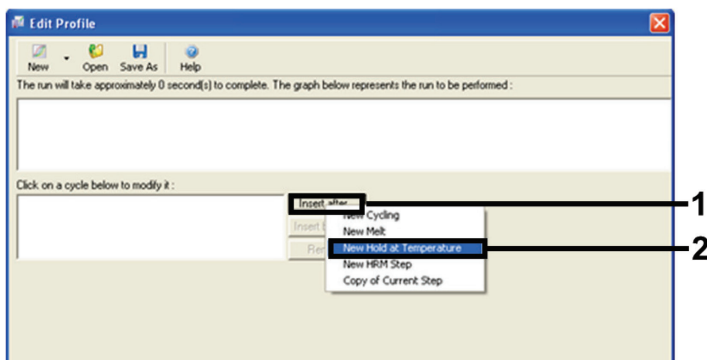 Edit Profile
New Open Save As Help
The run will take approximately 0 second(s) to complete. The graph below represents the run to be performed :
Click on a cycle below to modify it :
Insert after...
1
New Cycling
Insert
New Melt
New Hold at Temperature
2
New HRM Step
Copy of Current Step